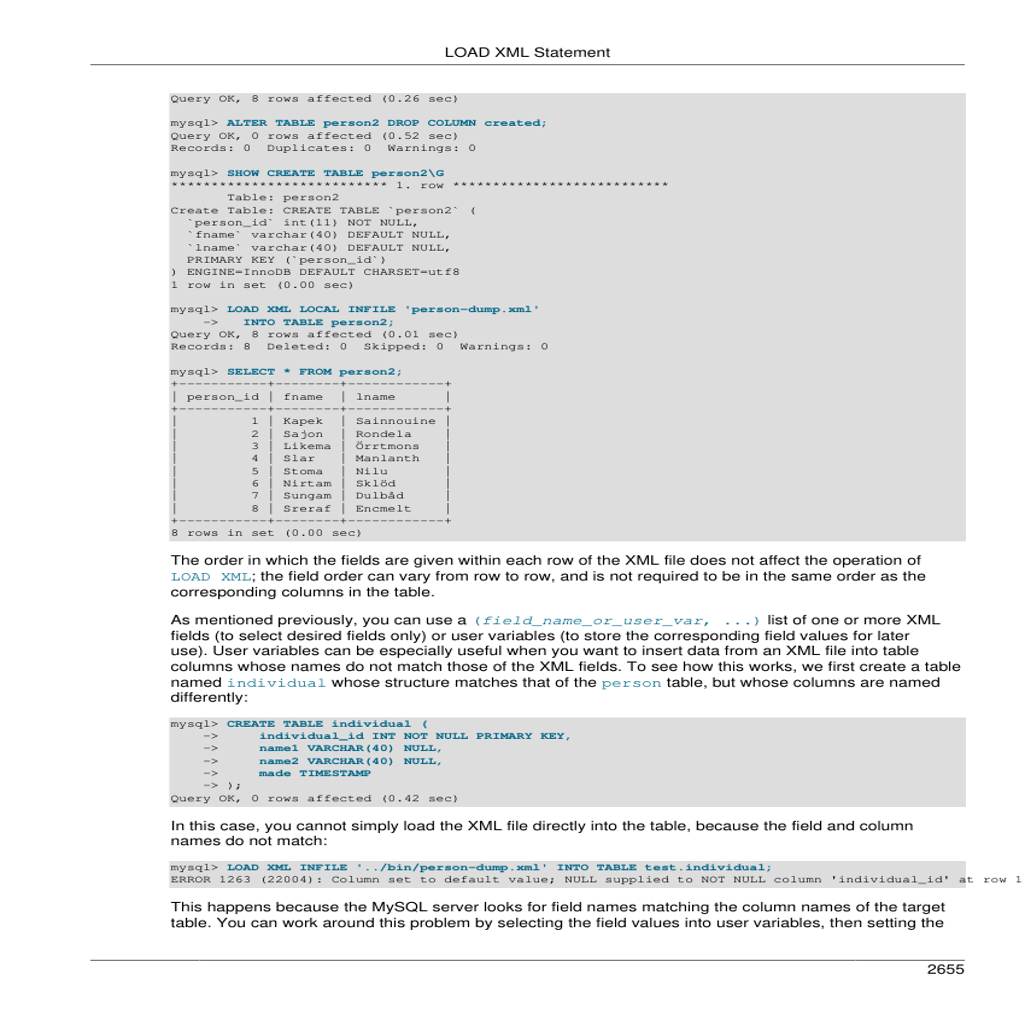 LOAD XML Statement
Query OK, 8 rows affected (0.26 sec)
mysql> ALTER TABLE person2 DROP COLUMN created;
Query OK, 0 rows affected (0.52 sec)
Records: 0  Duplicates: 0  Warnings: 0
mysql> SHOW CREATE TABLE person2\G
*************************** 1. row ***************************
       Table: person2
Create Table: CREATE TABLE `person2` (
  `person_id` int(11) NOT NULL,
  `fname` varchar(40) DEFAULT NULL,
  `lname` varchar(40) DEFAULT NULL,
  PRIMARY KEY (`person_id`)
) ENGINE=InnoDB DEFAULT CHARSET=utf8
1 row in set (0.00 sec)
mysql> LOAD XML LOCAL INFILE 'person-dump.xml'
    ->   INTO TABLE person2;
Query OK, 8 rows affected (0.01 sec)
Records: 8  Deleted: 0  Skipped: 0  Warnings: 0
mysql> SELECT * FROM person2;
+-----------+--------+------------+
| person_id | fname  | lname      |
+-----------+--------+------------+
|         1 | Kapek  | Sainnouine |
|         2 | Sajon  | Rondela    |
|         3 | Likema | Örrtmons   |
|         4 | Slar   | Manlanth   |
|         5 | Stoma  | Nilu       |
|         6 | Nirtam | Sklöd      |
|         7 | Sungam | Dulbåd     |
|         8 | Sreraf | Encmelt    |
+-----------+--------+------------+
8 rows in set (0.00 sec)
The order in which the fields are given within each row of the XML file does not affect the operation of
LOAD XML; the field order can vary from row to row, and is not required to be in the same order as the
corresponding columns in the table.
As mentioned previously, you can use a (field_name_or_user_var, ...) list of one or more XML
fields (to select desired fields only) or user variables (to store the corresponding field values for later
use). User variables can be especially useful when you want to insert data from an XML file into table
columns whose names do not match those of the XML fields. To see how this works, we first create a table
named individual whose structure matches that of the person table, but whose columns are named
differently:
mysql> CREATE TABLE individual (
    ->     individual_id INT NOT NULL PRIMARY KEY,
    ->     name1 VARCHAR(40) NULL,
    ->     name2 VARCHAR(40) NULL,
    ->     made TIMESTAMP
    -> );
Query OK, 0 rows affected (0.42 sec)
In this case, you cannot simply load the XML file directly into the table, because the field and column
names do not match:
mysql> LOAD XML INFILE '../bin/person-dump.xml' INTO TABLE test.individual;
ERROR 1263 (22004): Column set to default value; NULL supplied to NOT NULL column 'individual_id' at row 1
This happens because the MySQL server looks for field names matching the column names of the target
table. You can work around this problem by selecting the field values into user variables, then setting the
2655